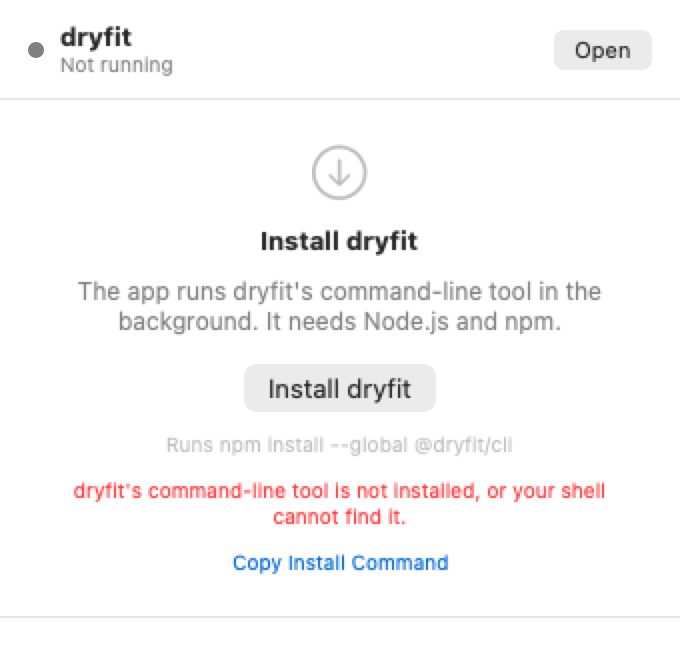 dryfit
Not running
Open
Install dryfit
The app runs dryfit's command-line tool in the
background. It needs Node.js and npm.
Install dryfit
Runs npm install --global @dryfit/cli
dryfit's command-line tool is not installed, or your shell
cannot find it.
Copy Install Command